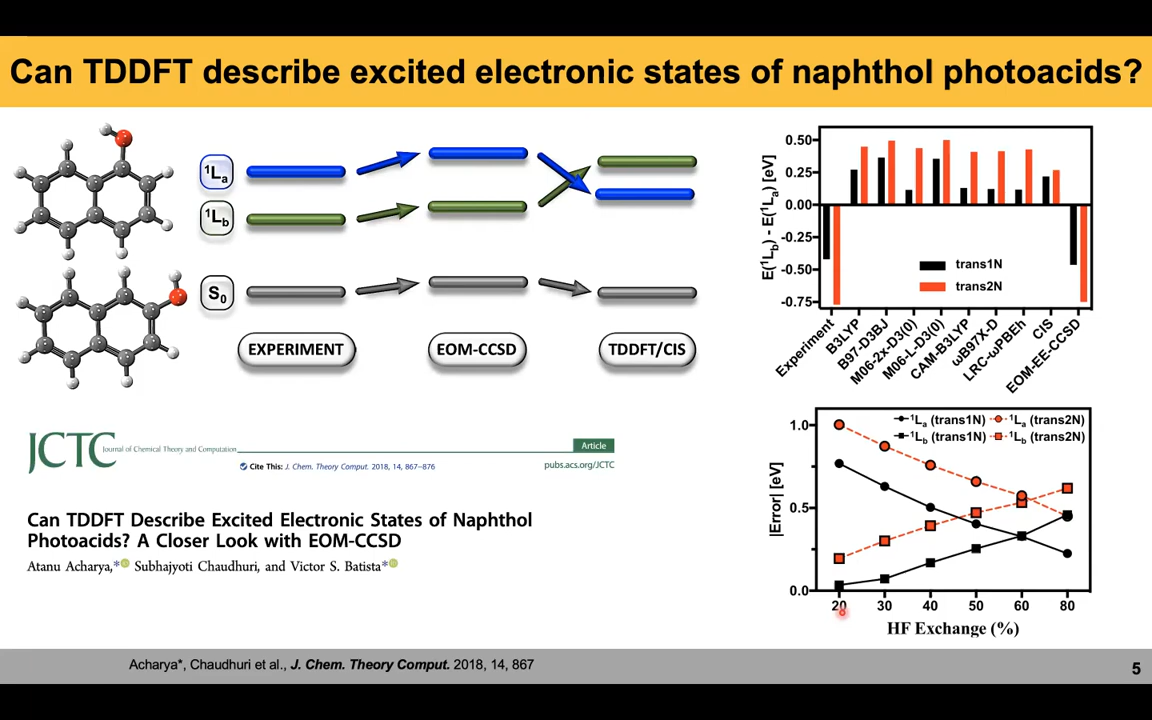 Can TDDFT describe excited electronic states of naphthol photoacids?
¹Lₐ
¹L_b
S₀
EXPERIMENT
EOM-CCSD
TDDFT/CIS
E(¹L_b) - E(¹Lₐ) [eV]
0.50
0.25
0.00
-0.25
-0.50
-0.75
trans1N
trans2N
Experiment
B3LYP
B97-D3BJ
M06-2x-D3(0)
M06-L-D3(0)
CAM-B3LYP
ωB97X-D
LRC-ωPBEh
CIS
EOM-EE-CCSD
JCTC Journal of Chemical Theory and Computation
Article
Cite This: J. Chem. Theory Comput. 2018, 14, 867−876
pubs.acs.org/JCTC
Can TDDFT Describe Excited Electronic States of Naphthol
Photoacids? A Closer Look with EOM-CCSD
Atanu Acharya,* Subhajyoti Chaudhuri, and Victor S. Batista*
¹Lₐ (trans1N) ¹Lₐ (trans2N)
¹L_b (trans1N) ¹L_b (trans2N)
|Error| [eV]
1.0
0.5
0.0
20 30 40 50 60 80
HF Exchange (%)
Acharya*, Chaudhuri et al., J. Chem. Theory Comput. 2018, 14, 867
5